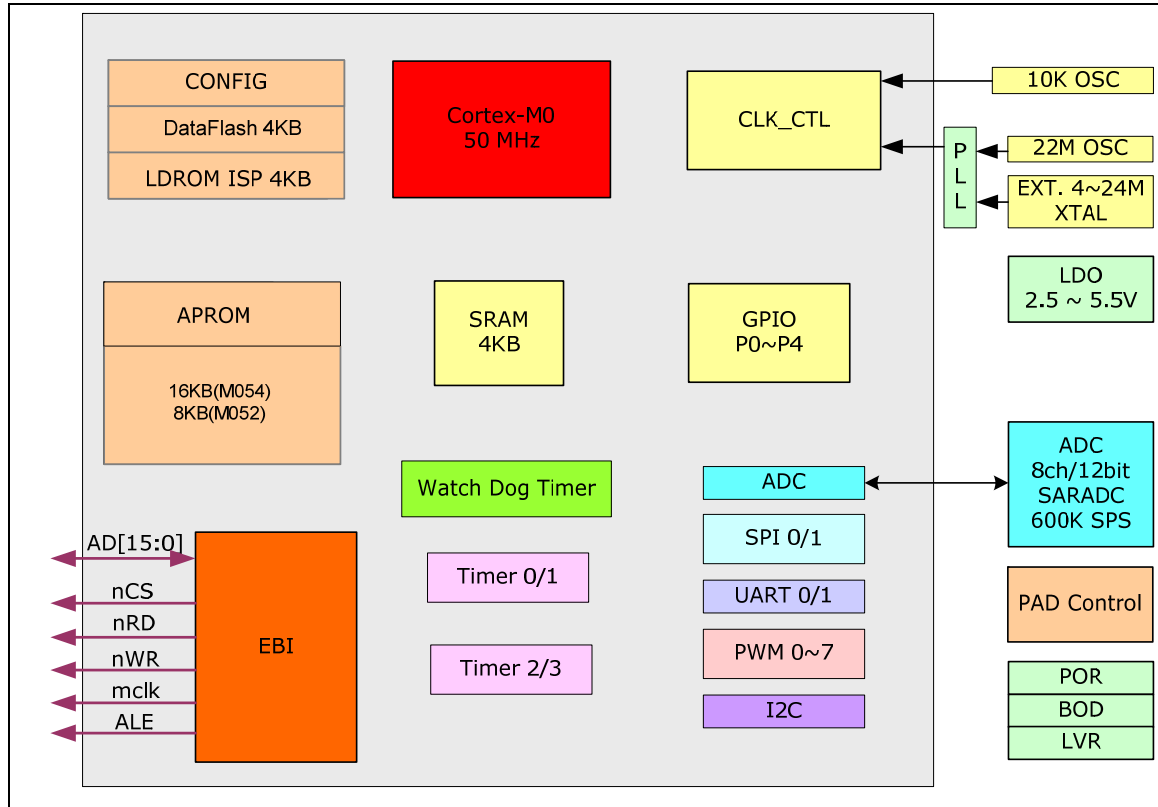 CONFIG
DataFlash 4KB
LDROM ISP 4KB
Cortex-M0
50 MHz
CLK_CTL
10K OSC
PLL
22M OSC
EXT. 4~24M
XTAL
LDO
2.5 ~ 5.5V
APROM
16KB(M054)
8KB(M052)
SRAM
4KB
GPIO
P0~P4
Watch Dog Timer
Timer 0/1
Timer 2/3
ADC
SPI 0/1
UART 0/1
PWM 0~7
I2C
ADC
8ch/12bit
SARADC
600K SPS
PAD Control
POR
BOD
LVR
AD[15:0]
nCS
nRD
nWR
mclk
ALE
EBI